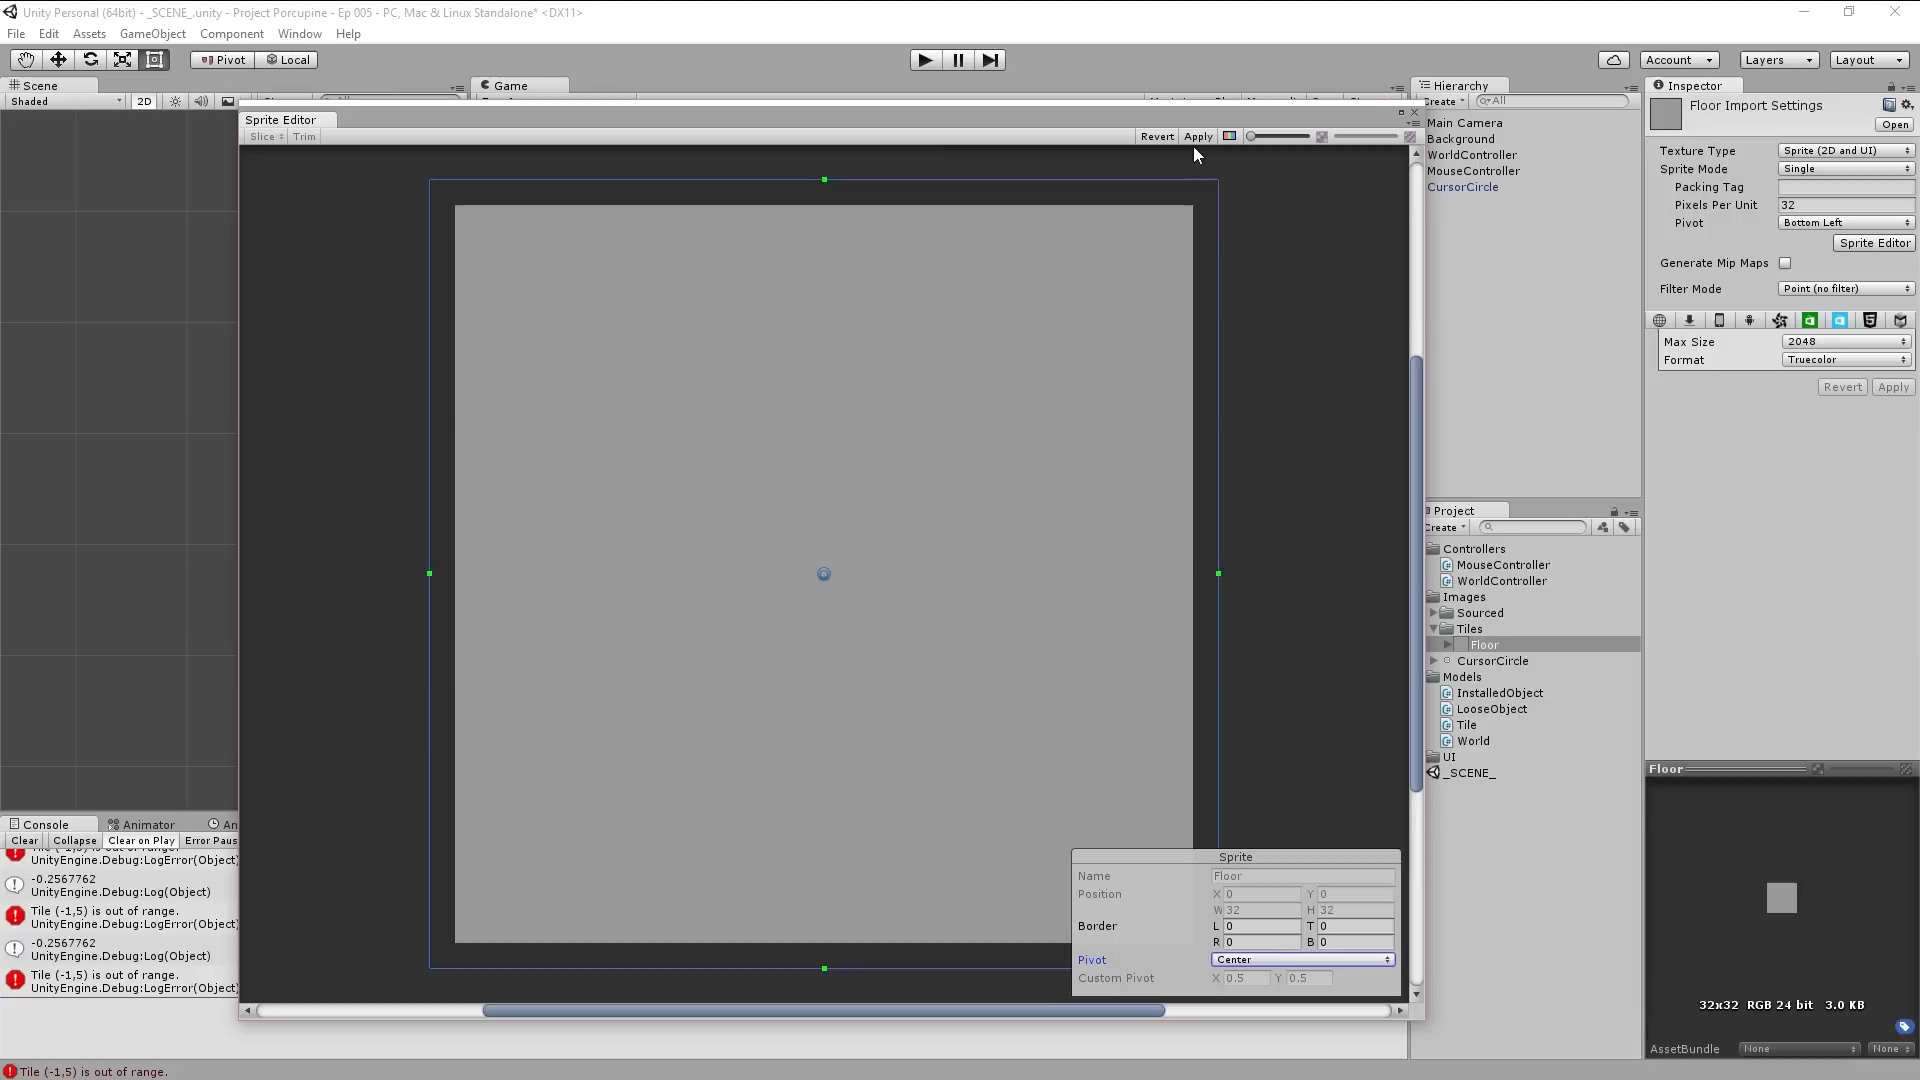 Unity Personal (64bit) - _SCENE_.unity - Project Porcupine - Ep 005 - PC, Mac & Linux Standalone* <DX11>
File Edit Assets GameObject Component Window Help
Pivot Local
Account Layers Layout
Scene
Game
Hierarchy
Inspector
Shaded
2D
Create
All
Floor Import Settings
Open
Sprite Editor
Slice
Trim
Revert
Apply
Main Camera
Background
WorldController
MouseController
CursorCircle
Texture Type
Sprite (2D and UI)
Sprite Mode
Single
Packing Tag
Pixels Per Unit
32
Pivot
Bottom Left
Sprite Editor
Generate Mip Maps
Filter Mode
Point (no filter)
Max Size
2048
Format
Truecolor
Revert
Apply
Project
Create
Controllers
MouseController
WorldController
Images
Sourced
Tiles
Floor
CursorCircle
Models
InstalledObject
LooseObject
Tile
World
UI
_SCENE_
Floor
32x32 RGB 24 bit 3.0 KB
AssetBundle
None
None
Sprite
Name
Floor
Position
X 0 Y 0
W 32 H 32
Border
L 0 T 0
R 0 B 0
Pivot
Center
Custom Pivot
X 0.5 Y 0.5
Console
Animator
An
Clear
Collapse
Clear on Play
Error Paus
UnityEngine.Debug:LogError(Object)
-0.2567762
UnityEngine.Debug:Log(Object)
Tile (-1,5) is out of range.
UnityEngine.Debug:LogError(Object)
-0.2567762
UnityEngine.Debug:Log(Object)
Tile (-1,5) is out of range.
UnityEngine.Debug:LogError(Object)
Tile (-1,5) is out of range.